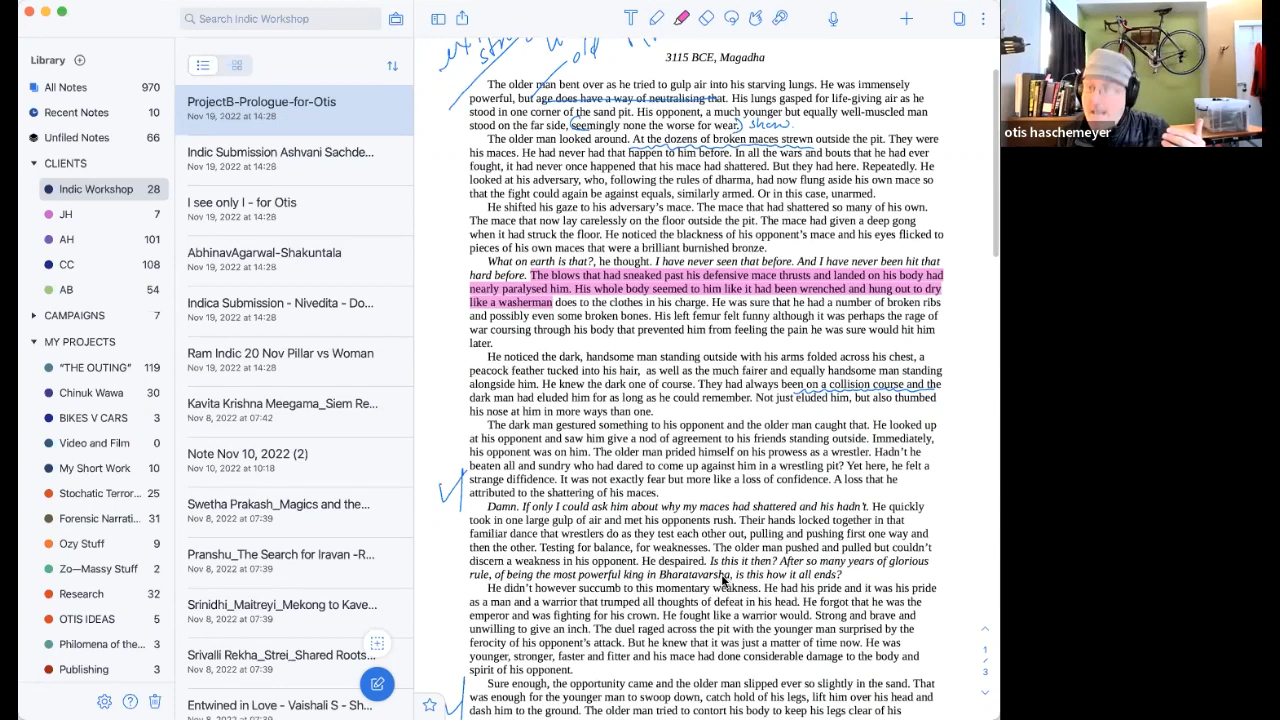 Search Indic Workshop
Library
All Notes 970
Recent Notes 10
Unfiled Notes 66
CLIENTS
Indic Workshop 28
JH 7
AH 101
CC 108
AB 54
CAMPAIGNS 7
MY PROJECTS
“THE OUTING” 119
Chinuk Wawa 30
BIKES V CARS 3
Video and Film 0
My Short Work 10
Stochatic Terror... 25
Forensic Narrati... 31
Ozy Stuff 9
Zo—Massy Stuff 2
Research 32
OTIS IDEAS 5
Philomena of the... 3
Publishing 3
ProjectB-Prologue-for-Otis
Nov 19, 2022 at 14:28
Indic Submission Ashvani Sachde...
Nov 19, 2022 at 14:28
I see only I - for Otis
Nov 19, 2022 at 14:28
AbhinavAgarwal-Shakuntala
Nov 19, 2022 at 14:28
Indica Submission - Nivedita - Do...
Nov 19, 2022 at 14:28
Ram Indic 20 Nov Pillar vs Woman
Nov 19, 2022 at 14:28
Kavita Krishna Meegama_Siem Re...
Nov 8, 2022 at 07:42
Note Nov 10, 2022 (2)
Nov 10, 2022 at 10:18
Swetha Prakash_Magics and the...
Nov 8, 2022 at 07:39
Pranshu_The Search for Iravan -R...
Nov 8, 2022 at 07:39
Srinidhi_Maitreyi_Mekong to Kave...
Nov 8, 2022 at 07:39
Srivalli Rekha_Strei_Shared Roots...
Nov 8, 2022 at 07:39
Entwined in Love - Vaishali S - Sh...
Nov 8, 2022 at 07:39
old
3115 BCE, Magadha
The older man bent over as he tried to gulp air into his starving lungs. He was immensely
powerful, but age does have a way of neutralising that. His lungs gasped for life-giving air as he
stood in one corner of the sand pit. His opponent, a much younger but equally well-muscled man
stood on the far side, seemingly none the worse for wear. show.
The older man looked around. At the dozens of broken maces strewn outside the pit. They were
his maces. He had never had that happen to him before. In all the wars and bouts that he had ever
fought, it had never once happened that his mace had shattered. But they had here. Repeatedly. He
looked at his adversary, who, following the rules of dharma, had now flung aside his own mace so
that the fight could again be against equals, similarly armed. Or in this case, unarmed.
He shifted his gaze to his adversary’s mace. The mace that had shattered so many of his own.
The mace that now lay carelessly on the floor outside the pit. The mace had given a deep gong
when it had struck the floor. He noticed the blackness of his opponent’s mace and his eyes flicked to
pieces of his own maces that were a brilliant burnished bronze.
What on earth is that?, he thought. I have never seen that before. And I have never been hit that
hard before. The blows that had sneaked past his defensive mace thrusts and landed on his body had
nearly paralysed him. His whole body seemed to him like it had been wrenched and hung out to dry
like a washerman does to the clothes in his charge. He was sure that he had a number of broken ribs
and possibly even some broken bones. His left femur felt funny although it was perhaps the rage of
war coursing through his body that prevented him from feeling the pain he was sure would hit him
later.
He noticed the dark, handsome man standing outside with his arms folded across his chest, a
peacock feather tucked into his hair, as well as the much fairer and equally handsome man standing
alongside him. He knew the dark one of course. They had always been on a collision course and the
dark man had eluded him for as long as he could remember. Not just eluded him, but also thumbed
his nose at him in more ways than one.
The dark man gestured something to his opponent and the older man caught that. He looked up
at his opponent and saw him give a nod of agreement to his friends standing outside. Immediately,
his opponent was on him. The older man prided himself on his prowess as a wrestler. Hadn’t he
beaten all and sundry who had dared to come up against him in a wrestling pit? Yet here, he felt a
strange diffidence. It was not exactly fear but more like a loss of confidence. A loss that he
attributed to the shattering of his maces.
Damn. If only I could ask him about why my maces had shattered and his hadn’t. He quickly
took in one large gulp of air and met his opponents rush. Their hands locked together in that
familiar dance that wrestlers do as they test each other out, pulling and pushing first one way and
then the other. Testing for balance, for weaknesses. The older man pushed and pulled but couldn’t
discern a weakness in his opponent. He despaired. Is this it then? After so many years of glorious
rule, of being the most powerful king in Bharatavarsha, is this how it all ends?
He didn’t however succumb to this momentary weakness. He had his pride and it was his pride
as a man and a warrior that trumped all thoughts of defeat in his head. He forgot that he was the
emperor and was fighting for his crown. He fought like a warrior would. Strong and brave and
unwilling to give an inch. The duel raged across the pit with the younger man surprised by the
ferocity of his opponent’s attack. But he knew that it was just a matter of time now. He was
younger, stronger, faster and fitter and his mace had done considerable damage to the body and
spirit of his opponent.
Sure enough, the opportunity came and the older man slipped ever so slightly in the sand. That
was enough for the younger man to swoop down, catch hold of his legs, lift him over his head and
dash him to the ground. The older man tried to contort his body to keep his legs clear of his
1
/
3
otis haschemeyer